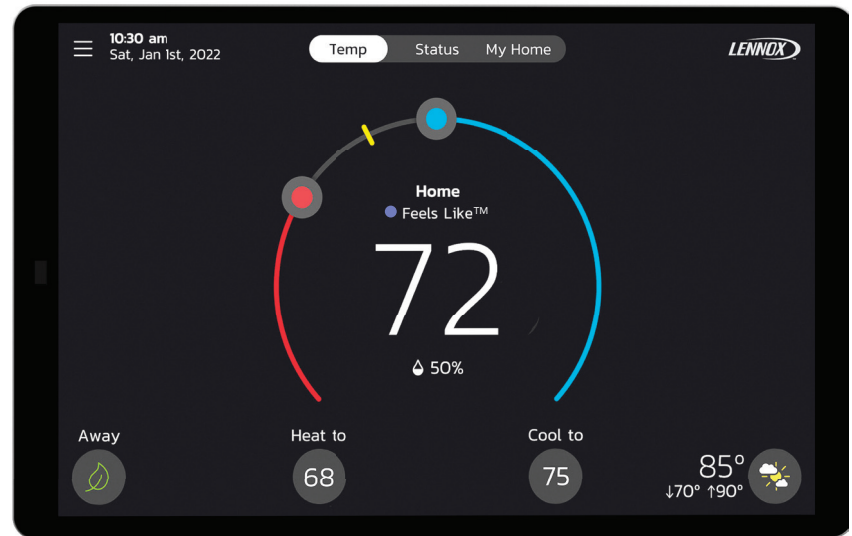 10:30 am
Sat, Jan 1st, 2022
Temp Status My Home
LENNOX
Home
Feels Like™
72
50%
Away
Heat to
68
Cool to
75
85°
↓70° ↑90°